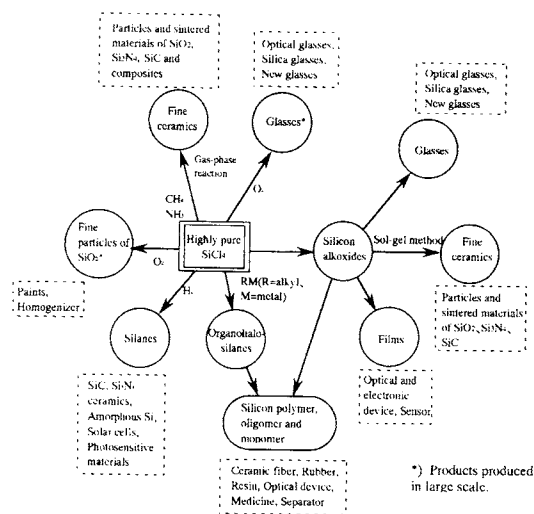 Particles and sintered
materials of SiO₂,
Si₃N₄, SiC and
composites
Optical glasses,
Silica glasses,
New glasses
Optical glasses,
Silica glasses,
New glasses
Fine
ceramics
Glasses*
Glasses
Gas-phase
reaction
O₂
CH₄
NH₃
Fine
particles of
SiO₂*
Highly pure
SiCl₄
Silicon
alkoxides
Sol-gel method
Fine
ceramics
O₂
Paints,
Homogenizer
H₂
RM(R=alkyl,
M=metal)
Silanes
Organohalo-
silanes
Films
Particles and
sintered materials
of SiO₂, Si₃N₄,
SiC
SiC, Si₃N₄
ceramics,
Amorphous Si,
Solar cells,
Photosensitive
materials
Silicon polymer,
oligomer and
monomer
Optical and
electronic
device, Sensor,
Ceramic fiber, Rubber,
Resin, Optical device,
Medicine, Separator
*) Products produced
in large scale.